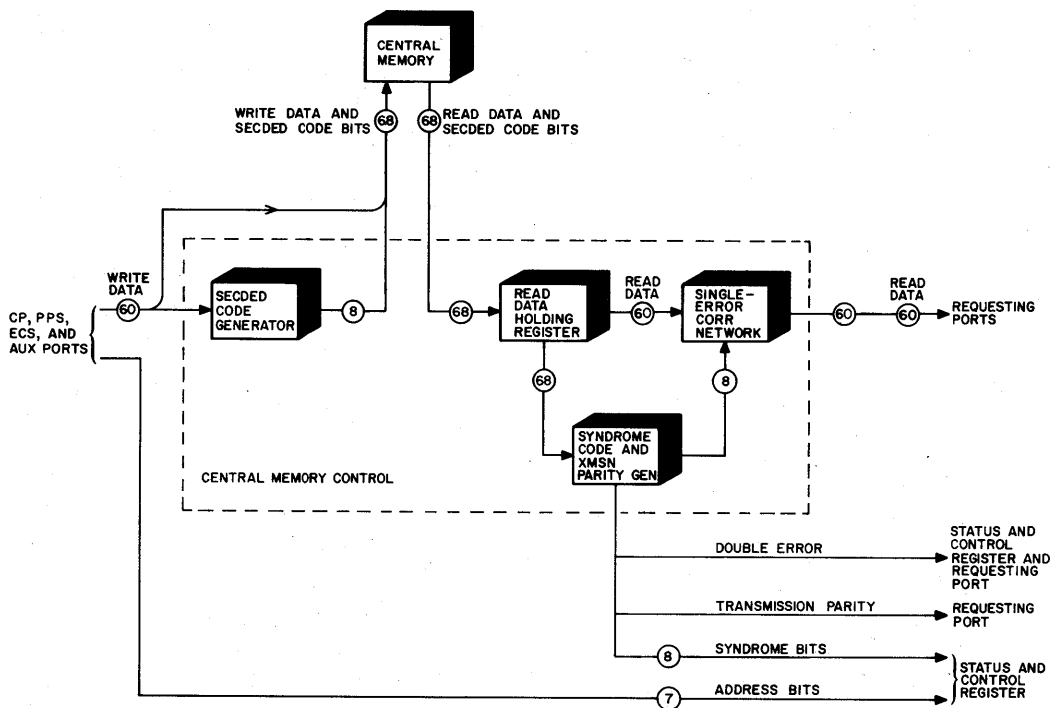 CENTRAL
MEMORY
WRITE DATA AND
SECDED CODE BITS
68
68
READ DATA AND
SECDED CODE BITS
CP, PPS,
ECS, AND
AUX PORTS
WRITE
DATA
60
SECDED
CODE
GENERATOR
8
68
READ
DATA
HOLDING
REGISTER
READ
DATA
60
SINGLE-
ERROR
CORR
NETWORK
60
READ
DATA
60
REQUESTING
PORTS
68
8
SYNDROME
CODE AND
XMSN
PARITY GEN
CENTRAL MEMORY CONTROL
DOUBLE ERROR
STATUS AND
CONTROL
REGISTER AND
REQUESTING
PORT
TRANSMISSION PARITY
REQUESTING
PORT
8
SYNDROME BITS
7
ADDRESS BITS
STATUS AND
CONTROL
REGISTER